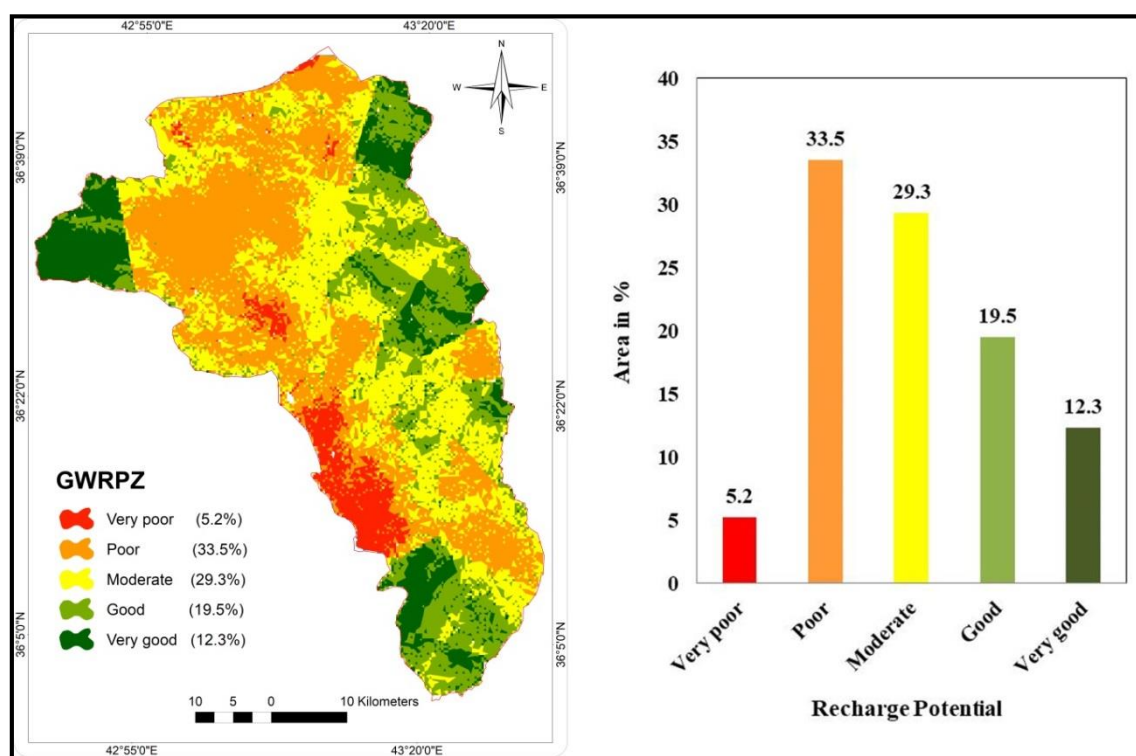 42°55'0"E
43°20'0"E
N
W
E
S
36°39'0"N
36°39'0"N
36°22'0"N
36°22'0"N
36°5'0"N
36°5'0"N
GWRPZ
Very poor (5.2%)
Poor (33.5%)
Moderate (29.3%)
Good (19.5%)
Very good (12.3%)
10 5 0 10 Kilometers
42°55'0"E
43°20'0"E
Area in %
40
35
30
25
20
15
10
5
0
5.2
33.5
29.3
19.5
12.3
Very poor
Poor
Moderate
Good
Very good
Recharge Potential